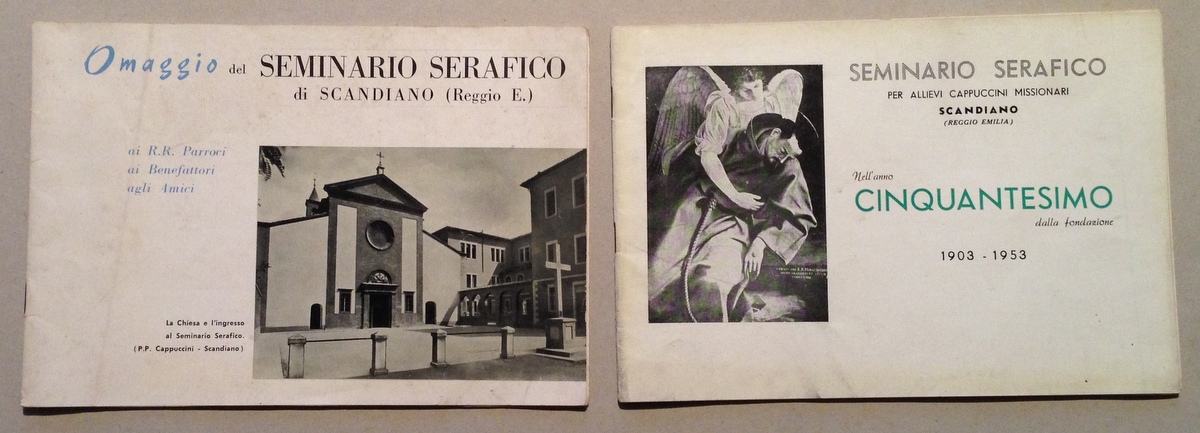 Omaggio del SEMINARIO SERAFICO
di SCANDIANO (Reggio E.)
ai R.R. Parroci
ai Benefattori
agli Amici
La Chiesa e l'ingresso
al Seminario Serafico.
(P.P. Cappuccini - Scandiano)
SEMINARIO SERAFICO
PER ALLIEVI CAPPUCCINI MISSIONARI
SCANDIANO
(REGGIO EMILIA)
Nell'anno
CINQUANTESIMO
dalla fondazione
1903 - 1953